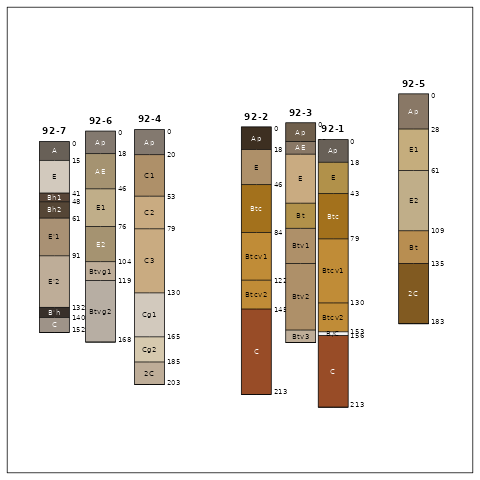 92-7
0
A
15
E
41
Bh1
48
Bh2
61
E'1
91
E'2
132
B'h
140
C
152
92-6
0
Ap
18
AE
46
E1
76
E2
104
Btvg1
119
Btvg2
168
92-4
0
Ap
20
C1
53
C2
79
C3
130
Cg1
165
Cg2
185
2C
203
92-2
0
Ap
18
E
46
Btc
84
Btcv1
Btcv2
C
213
92-3
0
Ap
AE
E
Bt
Btv1
Btv2
Btv3
92-1
0
Ap
18
E
43
Btc
79
Btcv1
130
Btcv2
153
156
C
213
92-5
0
Ap
28
E1
61
E2
109
Bt
135
2C
183